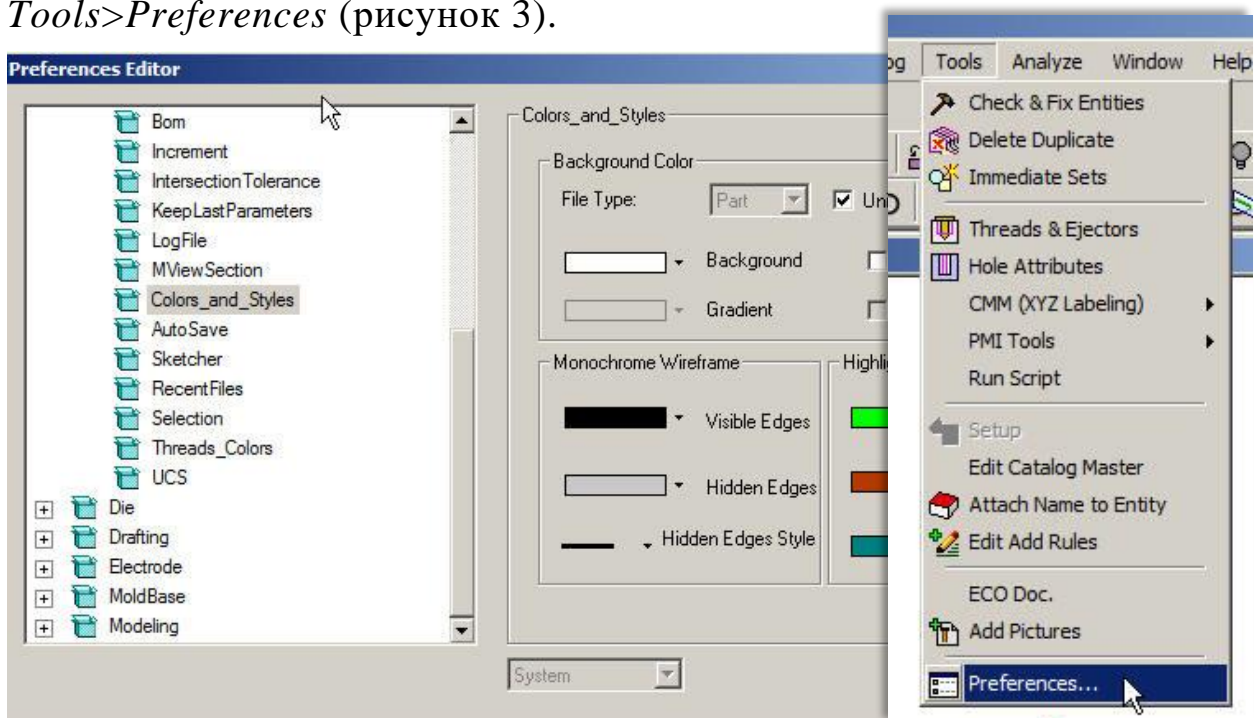 Tools>Preferences (рисунок 3).
Preferences Editor
Bom
Increment
IntersectionTolerance
KeepLastParameters
LogFile
MViewSection
Colors_and_Styles
AutoSave
Sketcher
RecentFiles
Selection
Threads_Colors
UCS
Die
Drafting
Electrode
MoldBase
Modeling
Colors_and_Styles
Background Color
File Type: Part
Background
Gradient
Monochrome Wireframe
Visible Edges
Hidden Edges
Hidden Edges Style
System
Tools Analyze Window Help
Check & Fix Entities
Delete Duplicate
Immediate Sets
Threads & Ejectors
Hole Attributes
CMM (XYZ Labeling)
PMI Tools
Run Script
Setup
Edit Catalog Master
Attach Name to Entity
Edit Add Rules
ECO Doc.
Add Pictures
Preferences...